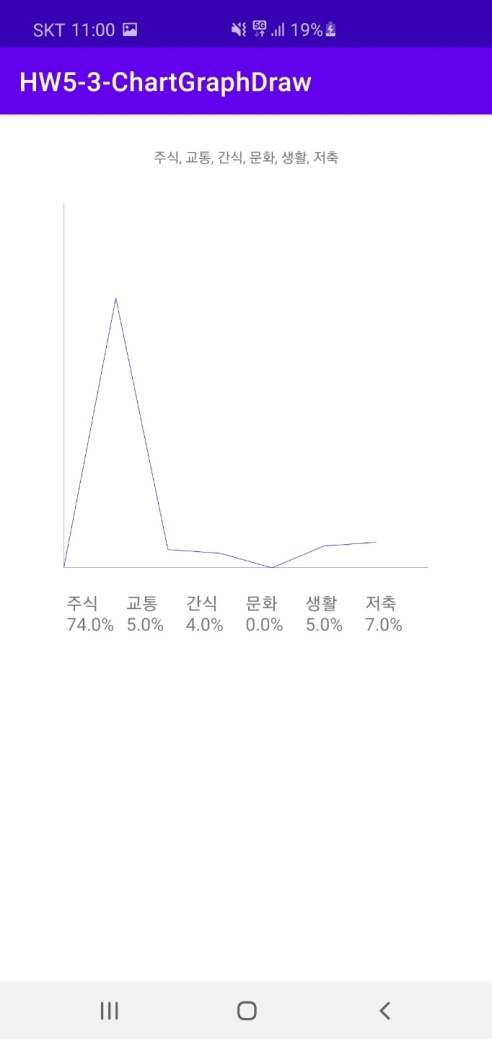 SKT 11:00 5G 19%
HW5-3-ChartGraphDraw
주식, 교통, 간식, 문화, 생활, 저축
주식 교통 간식 문화 생활 저축
74.0% 5.0% 4.0% 0.0% 5.0% 7.0%